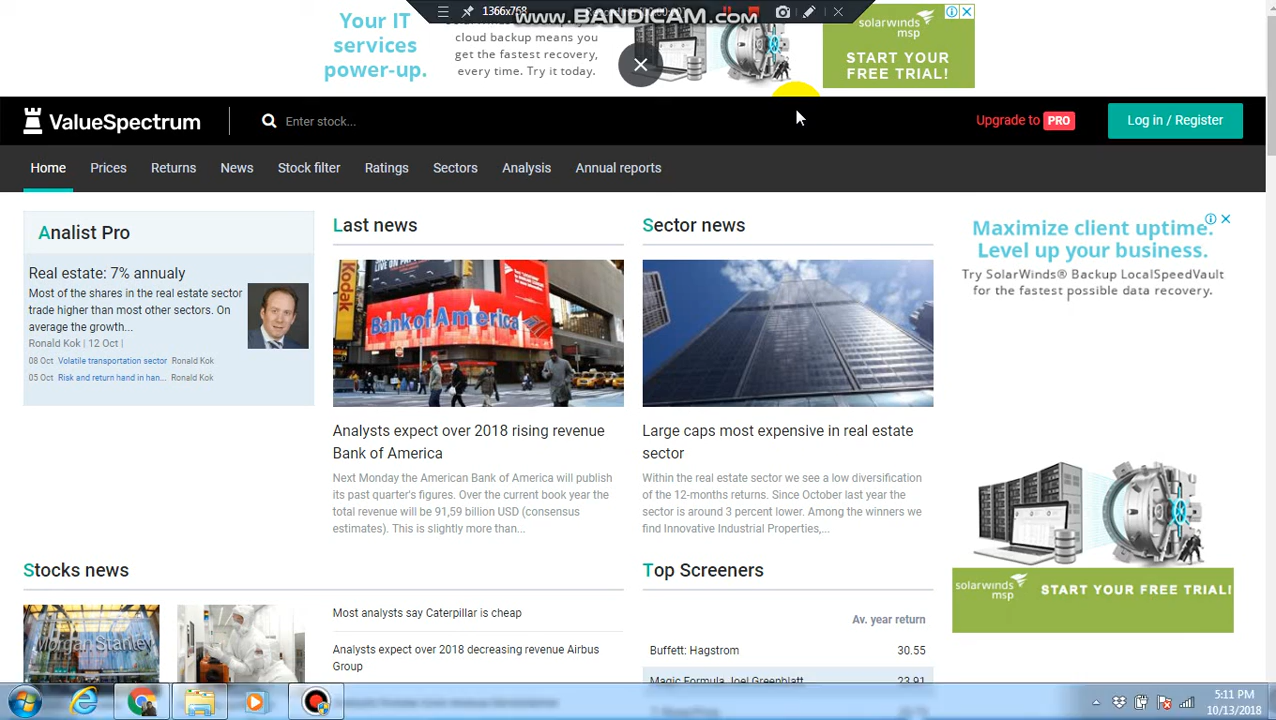 1366x768
www.BANDICAM.com
Your IT
services
power-up.
cloud backup means you
get the fastest recovery,
every time. Try it today.
solarwinds
msp
START YOUR
FREE TRIAL!
ValueSpectrum
Enter stock...
Upgrade to PRO
Log in / Register
Home Prices Returns News Stock filter Ratings Sectors Analysis Annual reports
Analist Pro
Real estate: 7% annualy
Most of the shares in the real estate sector
trade higher than most other sectors. On
average the growth...
Ronald Kok | 12 Oct |
08 Oct Volatile transportation sector Ronald Kok
05 Oct Risk and return hand in han... Ronald Kok
Last news
Kodak
Bank of America
Analysts expect over 2018 rising revenue
Bank of America
Next Monday the American Bank of America will publish
its past quarter's figures. Over the current book year the
total revenue will be 91,59 billion USD (consensus
estimates). This is slightly more than...
Sector news
Large caps most expensive in real estate
sector
Within the real estate sector we see a low diversification
of the 12-months returns. Since October last year the
sector is around 3 percent lower. Among the winners we
find Innovative Industrial Properties,...
Maximize client uptime.
Level up your business.
Try SolarWinds® Backup LocalSpeedVault
for the fastest possible data recovery.
solarwinds
msp
START YOUR FREE TRIAL!
Stocks news
Morgan Stanley
Most analysts say Caterpillar is cheap
Analysts expect over 2018 decreasing revenue Airbus
Group
Top Screeners
Av. year return
Buffett: Hagstrom 30.55
Magic Formula Joel Greenblatt 23.91
5:11 PM
10/13/2018